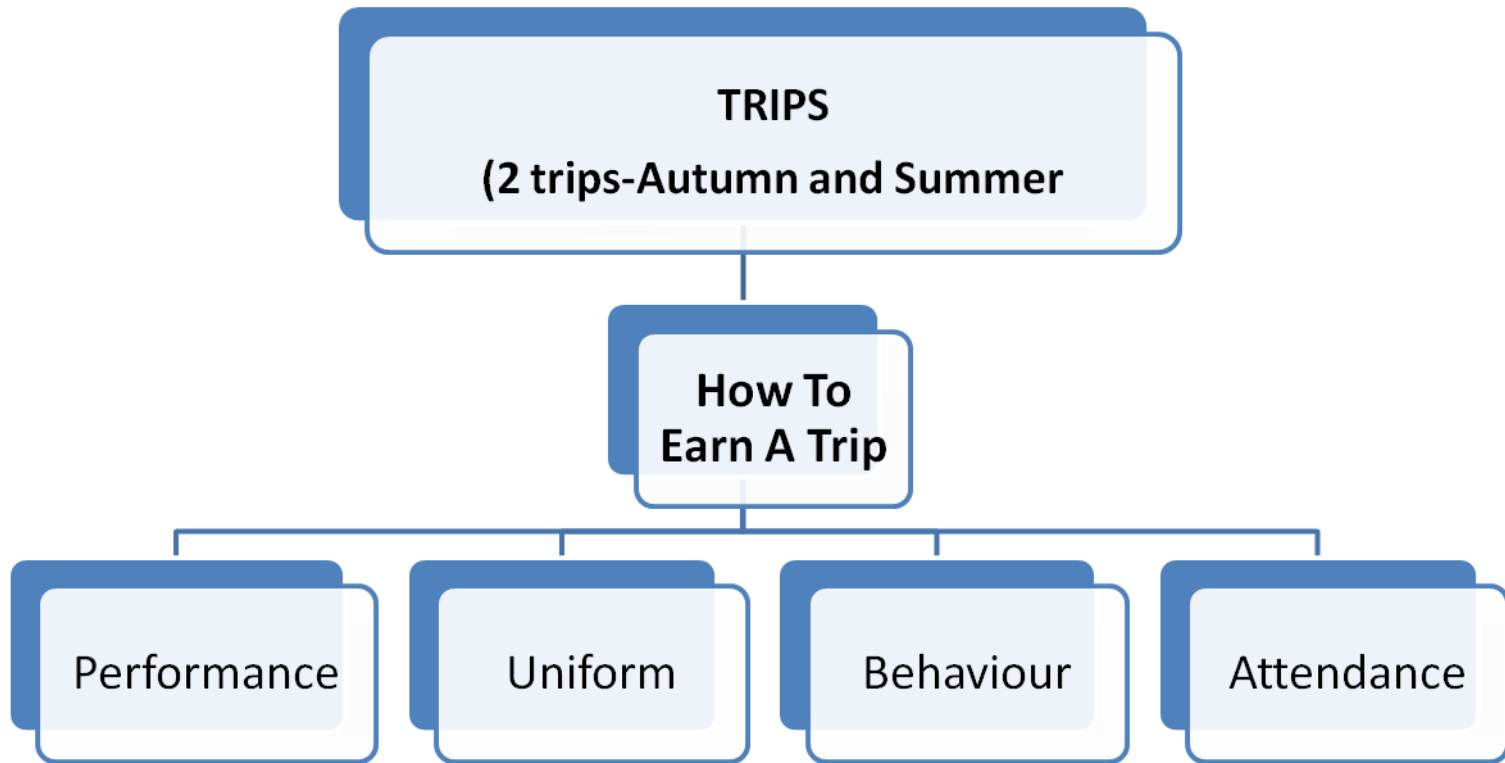 TRIPS
(2 trips-Autumn and Summer
How To
Earn A Trip
Performance
Uniform
Behaviour
Attendance